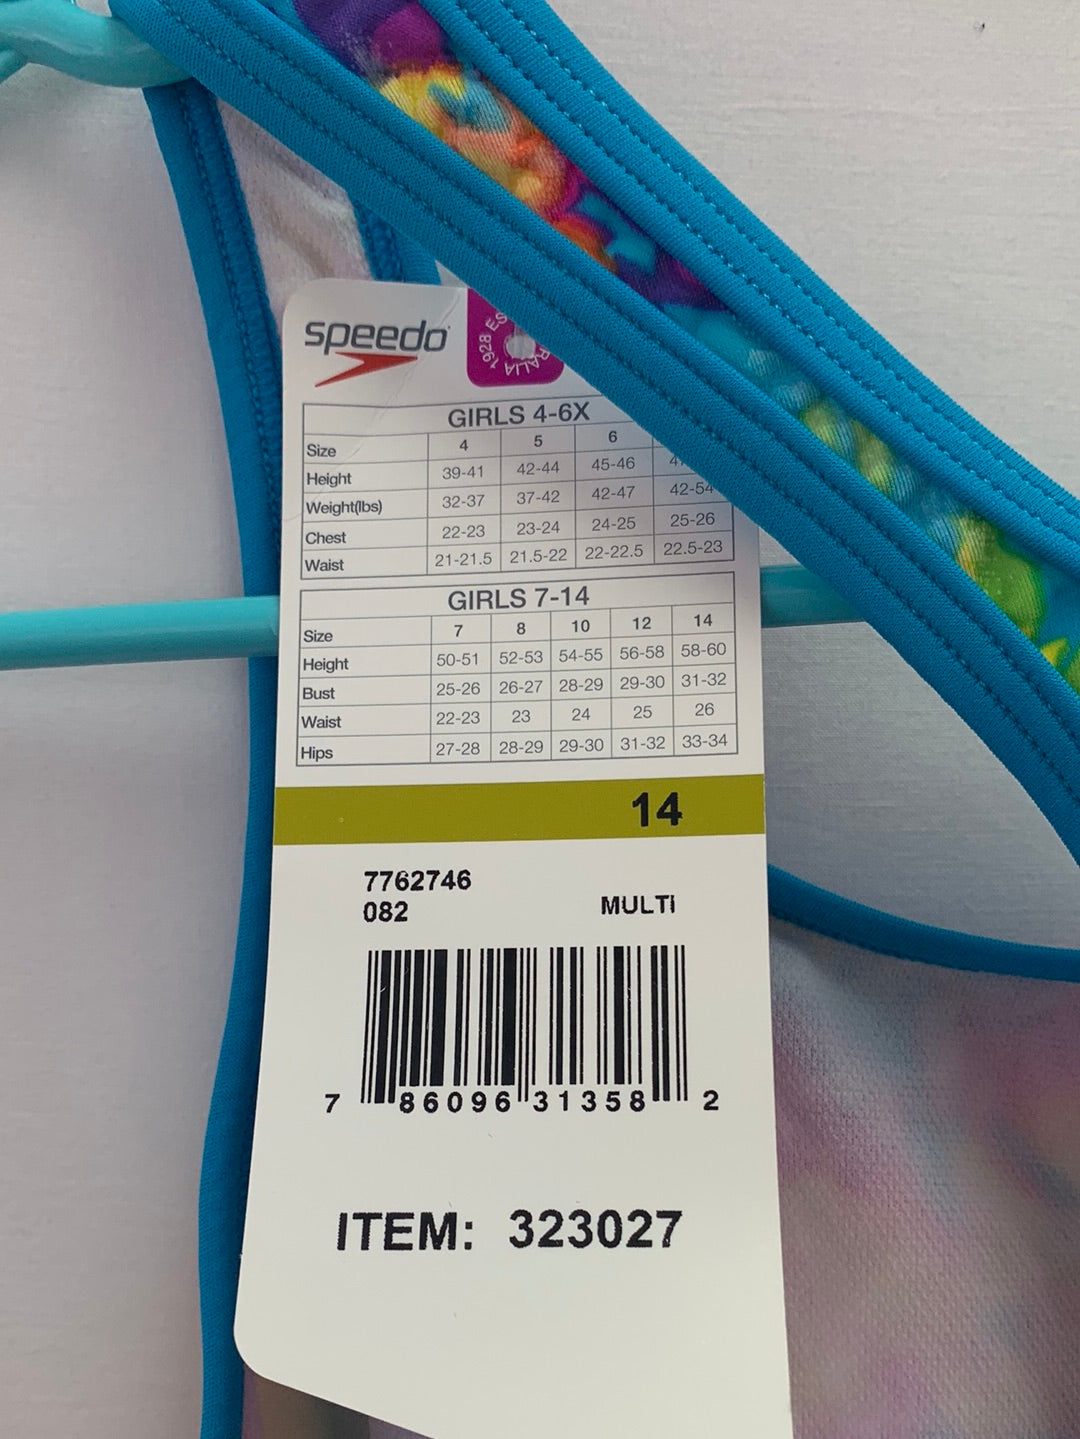 speedo
1928 ES
RALIA
GIRLS 4-6X
Size 4 5 6
Height 39-41 42-44 45-46
Weight(lbs) 32-37 37-42 42-47 42-54
Chest 22-23 23-24 24-25 25-26
Waist 21-21.5 21.5-22 22-22.5 22.5-23
GIRLS 7-14
Size 7 8 10 12 14
Height 50-51 52-53 54-55 56-58 58-60
Bust 25-26 26-27 28-29 29-30 31-32
Waist 22-23 23 24 25 26
Hips 27-28 28-29 29-30 31-32 33-34
14
7762746
082 MULTI
7 86096 31358 2
ITEM: 323027